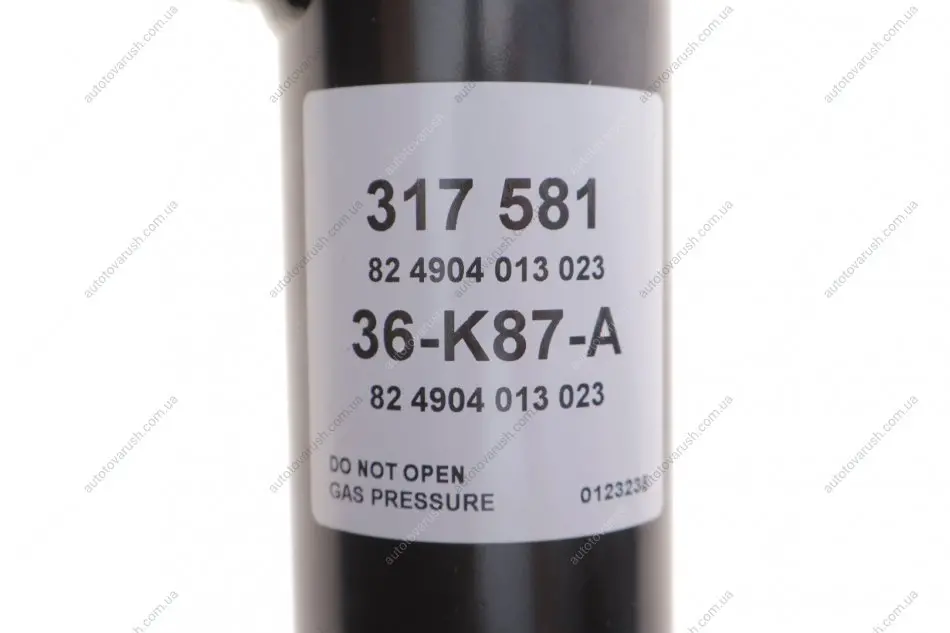 317 581
82 4904 013 023
36-K87-A
82 4904 013 023
DO NOT OPEN
GAS PRESSURE
autotovarush.com.ua